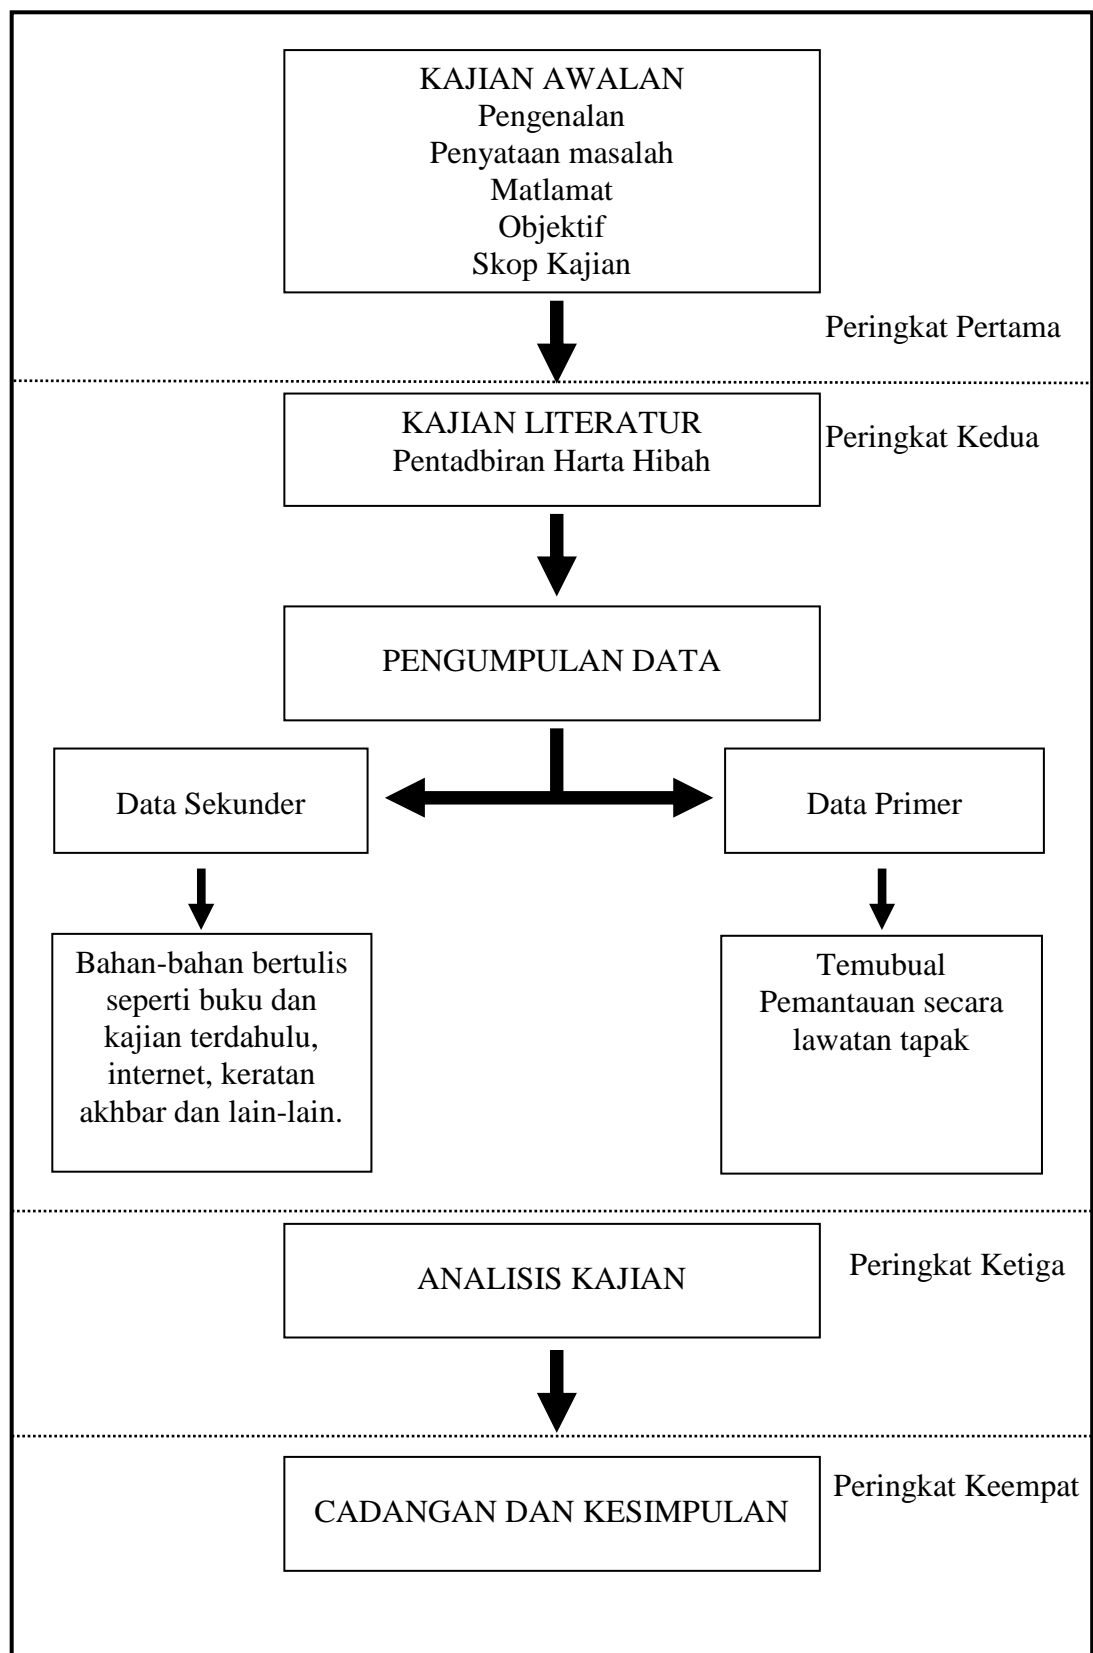 KAJIAN AWALAN
Pengenalan
Penyataan masalah
Matlamat
Objektif
Skop Kajian
Peringkat Pertama
KAJIAN LITERATUR
Pentadbiran Harta Hibah
Peringkat Kedua
PENGUMPULAN DATA
Data Sekunder
Data Primer
Bahan-bahan bertulis
seperti buku dan
kajian terdahulu,
internet, keratan
akhbar dan lain-lain.
Temubual
Pemantauan secara
lawatan tapak
ANALISIS KAJIAN
Peringkat Ketiga
CADANGAN DAN KESIMPULAN
Peringkat Keempat